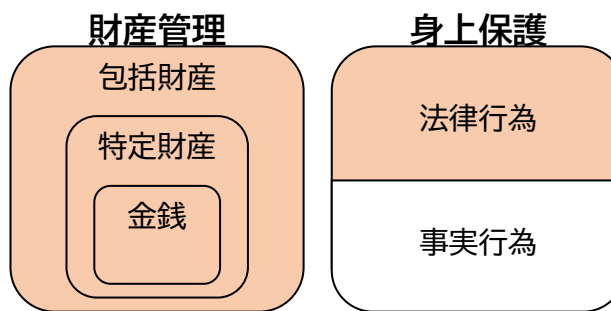 財産管理
包括財産
特定財産
金銭
身上保護
法律行為
事実行為